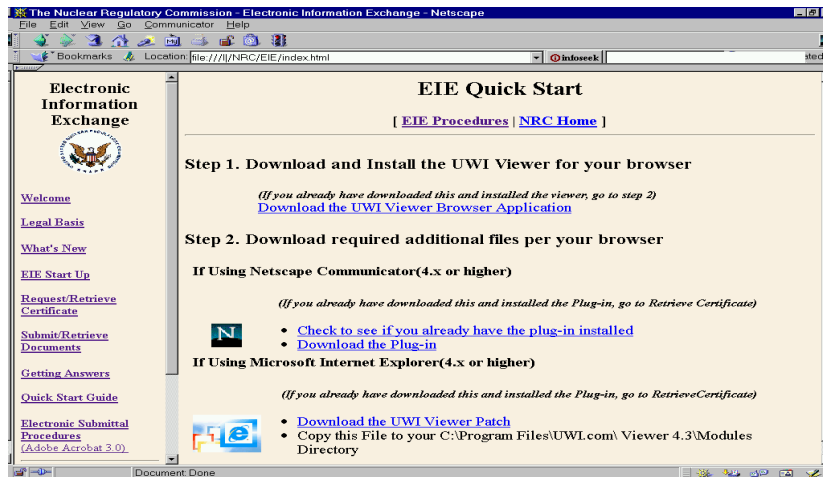 The Nuclear Regulatory Commission - Electronic Information Exchange - Netscape
File Edit View Go Communicator Help
Bookmarks Location: file:///I|/NRC/EIE/index.html infoseek
Electronic
Information
Exchange
Welcome
Legal Basis
What's New
EIE Start Up
Request/Retrieve
Certificate
Submit/Retrieve
Documents
Getting Answers
Quick Start Guide
Electronic Submittal
Procedures
(Adobe Acrobat 3.0)
EIE Quick Start
[ EIE Procedures | NRC Home ]
Step 1. Download and Install the UWI Viewer for your browser
(If you already have downloaded this and installed the viewer, go to step 2)
Download the UWI Viewer Browser Application
Step 2. Download required additional files per your browser
If Using Netscape Communicator(4.x or higher)
(If you already have downloaded this and installed the Plug-in, go to Retrieve Certificate)
N
• Check to see if you already have the plug-in installed
• Download the Plug-in
If Using Microsoft Internet Explorer(4.x or higher)
(If you already have downloaded this and installed the Plug-in, go to RetrieveCertificate)
• Download the UWI Viewer Patch
• Copy this File to your C:\Program Files\UWI.com\ Viewer 4.3\Modules
Directory
Document: Done